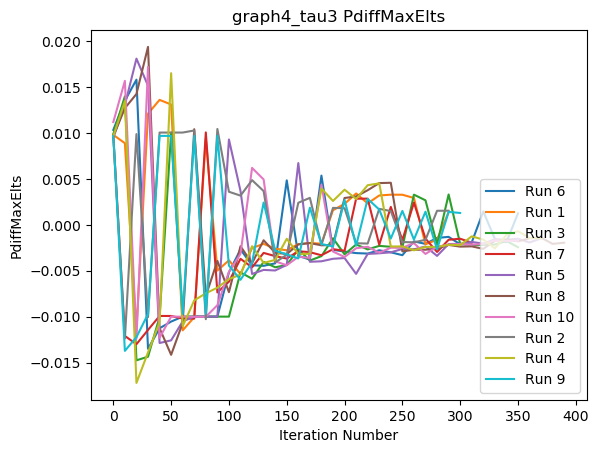 graph4_tau3 PdiffMaxElts
0.020
0.015
0.010
0.005
0.000
−0.005
−0.010
−0.015
PdiffMaxElts
0
50
100
150
200
250
300
350
400
Iteration Number
Run 6
Run 1
Run 3
Run 7
Run 5
Run 8
Run 10
Run 2
Run 4
Run 9